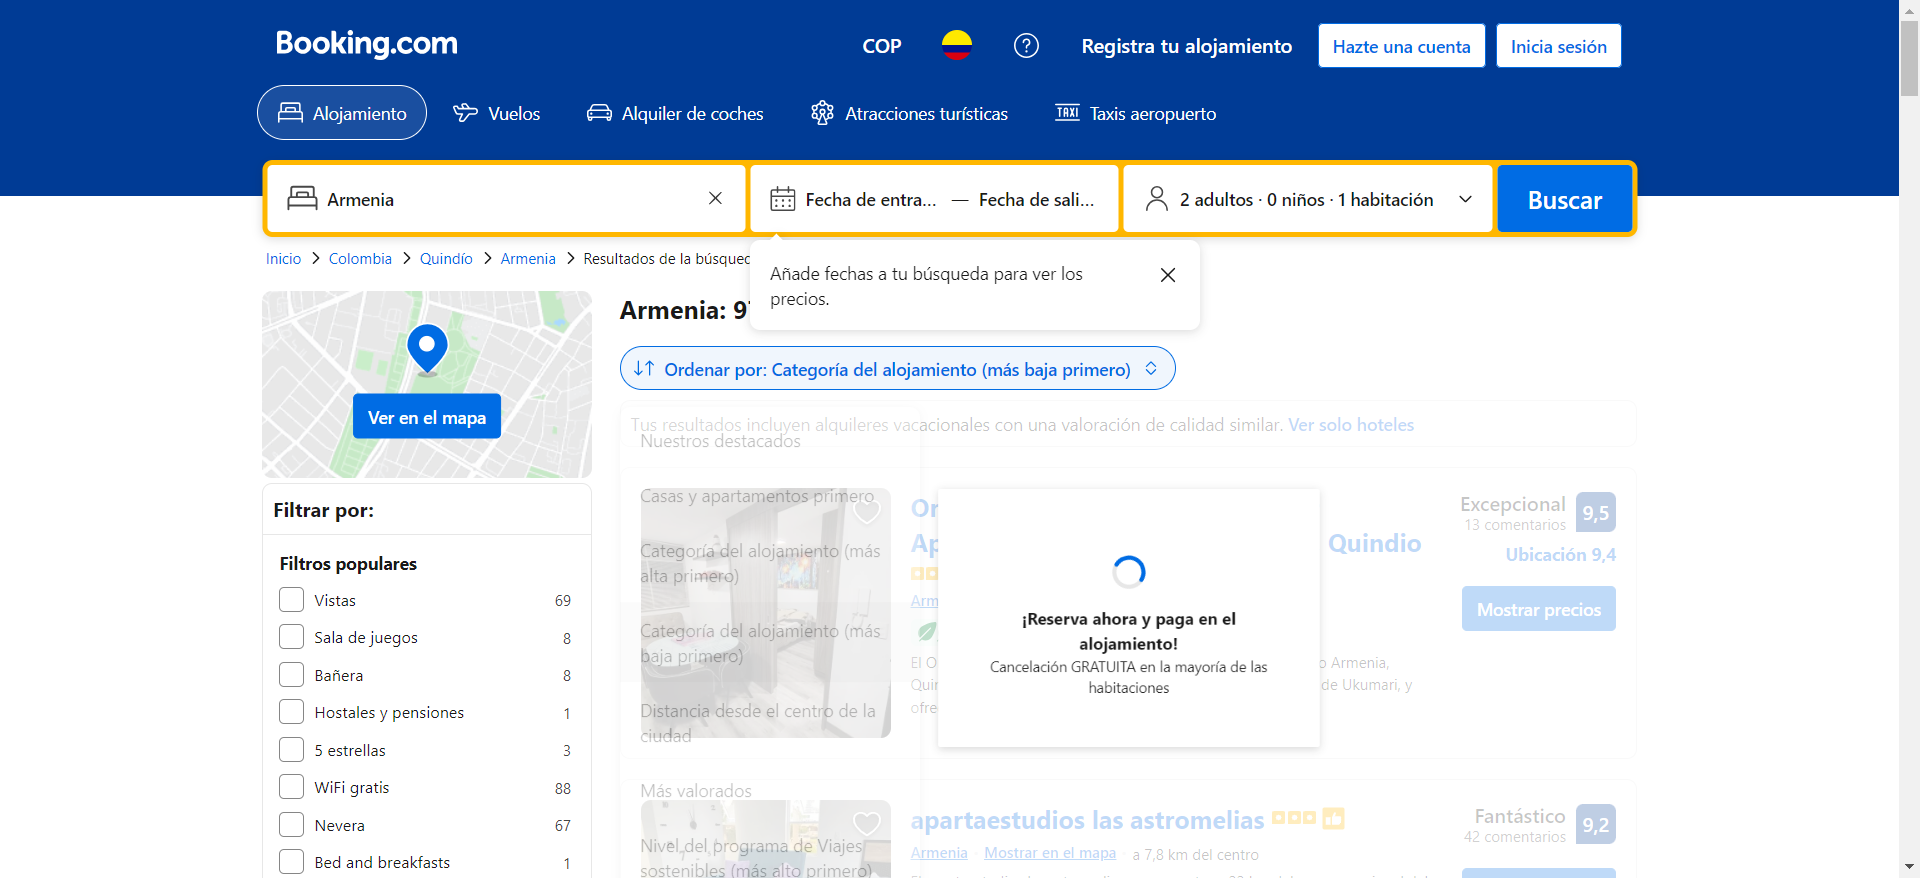 Booking.com
COP
Registra tu alojamiento
Hazte una cuenta
Inicia sesión
Alojamiento
Vuelos
Alquiler de coches
Atracciones turísticas
TAXI
Taxis aeropuerto
Armenia
Fecha de entra... — Fecha de sali...
2 adultos · 0 niños · 1 habitación
Buscar
Inicio
Colombia
Quindío
Armenia
Resultados de la búsqued
Añade fechas a tu búsqueda para ver los
precios.
Ver en el mapa
Filtrar por:
Filtros populares
Vistas 69
Sala de juegos 8
Bañera 8
Hostales y pensiones 1
5 estrellas 3
WiFi gratis 88
Nevera 67
Bed and breakfasts 1
Armenia: 9
Ordenar por: Categoría del alojamiento (más baja primero)
Tus resultados incluyen alquileres vacacionales con una valoración de calidad similar. Ver solo hoteles
Nuestros destacados
Casas y apartamentos primero
Categoría del alojamiento (más
alta primero)
Categoría del alojamiento (más
baja primero)
Distancia desde el centro de la
ciudad
Más valorados
Nivel del programa de Viajes
sostenibles (más alto primero)
Or
Ap
Quindio
Arm
El O
o Armenia,
Quin
de Ukumari, y
ofre
Excepcional
13 comentarios
9,5
Ubicación 9,4
Mostrar precios
¡Reserva ahora y paga en el
alojamiento!
Cancelación GRATUITA en la mayoría de las
habitaciones
apartaestudios las astromelias
Armenia
Mostrar en el mapa
a 7,8 km del centro
Fantástico
42 comentarios
9,2